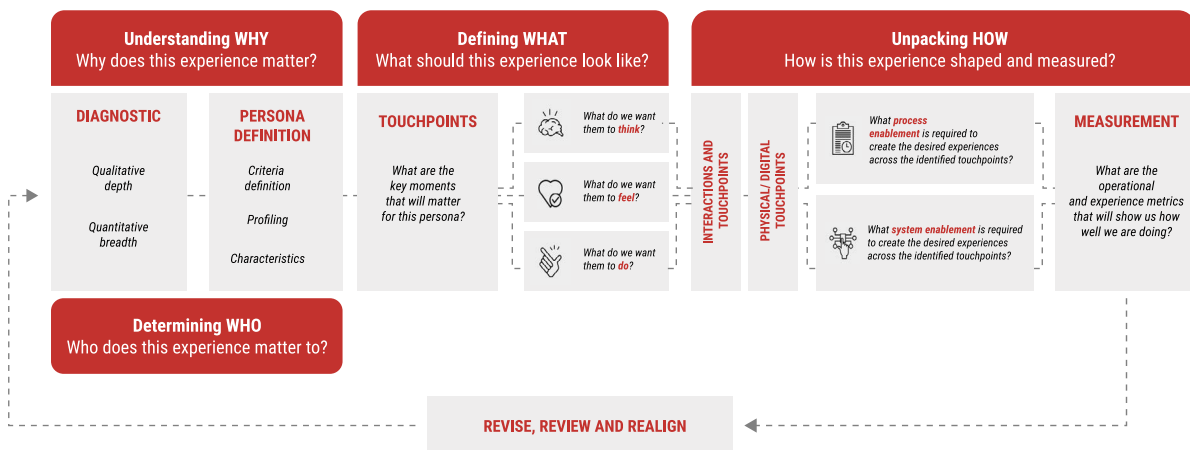 Understanding WHY
Why does this experience matter?
Defining WHAT
What should this experience look like?
Unpacking HOW
How is this experience shaped and measured?
DIAGNOSTIC
Qualitative
depth
Quantitative
breadth
PERSONA
DEFINITION
Criteria
definition
Profiling
Characteristics
TOUCHPOINTS
What are the
key moments
that will matter
for this persona?
What do we want
them to think?
What do we want
them to feel?
What do we want
them to do?
INTERACTIONS AND
TOUCHPOINTS
PHYSICAL/ DIGITAL
TOUCHPOINTS
What process
enablement is required to
create the desired experiences
across the identified touchpoints?
What system enablement is required
to create the desired experiences
across the identified touchpoints?
MEASUREMENT
What are the
operational
and experience metrics
that will show us how
well we are doing?
Determining WHO
Who does this experience matter to?
REVISE, REVIEW AND REALIGN